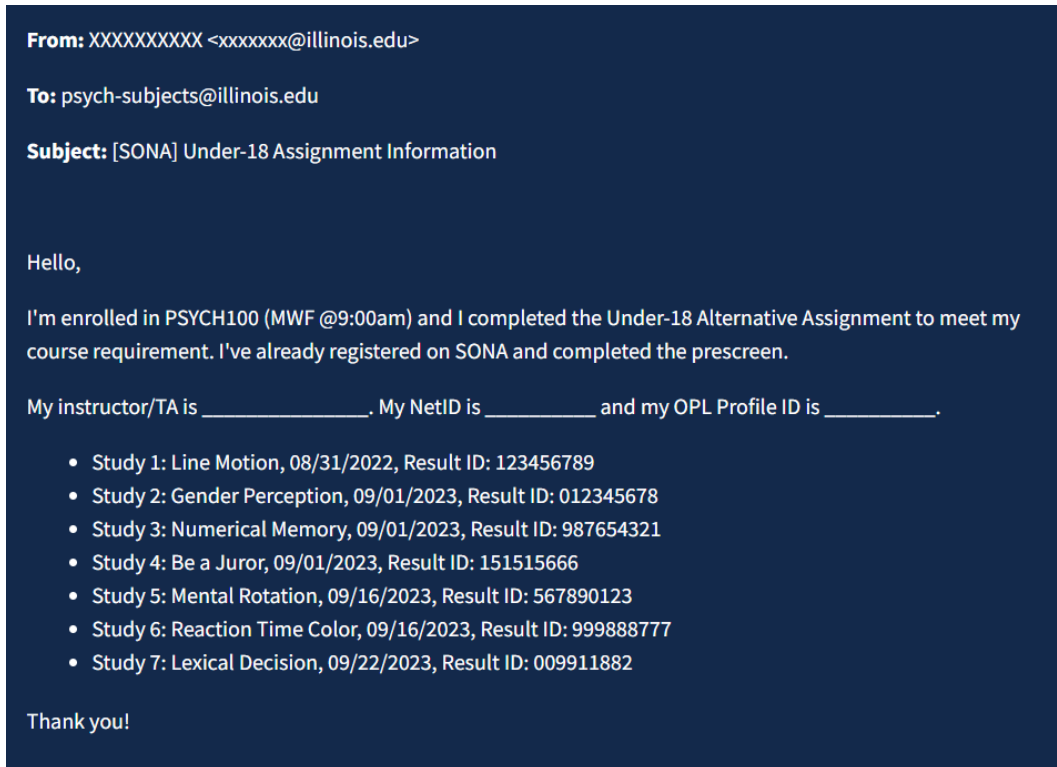 From: XXXXXXXXXX <xxxxxxx@illinois.edu>
To: psych-subjects@illinois.edu
Subject: [SONA] Under-18 Assignment Information
Hello,
I'm enrolled in PSYCH100 (MWF @9:00am) and I completed the Under-18 Alternative Assignment to meet my
course requirement. I've already registered on SONA and completed the prescreen.
My instructor/TA is _______________. My NetID is __________ and my OPL Profile ID is __________.
• Study 1: Line Motion, 08/31/2022, Result ID: 123456789
• Study 2: Gender Perception, 09/01/2023, Result ID: 012345678
• Study 3: Numerical Memory, 09/01/2023, Result ID: 987654321
• Study 4: Be a Juror, 09/01/2023, Result ID: 151515666
• Study 5: Mental Rotation, 09/16/2023, Result ID: 567890123
• Study 6: Reaction Time Color, 09/16/2023, Result ID: 999888777
• Study 7: Lexical Decision, 09/22/2023, Result ID: 009911882
Thank you!